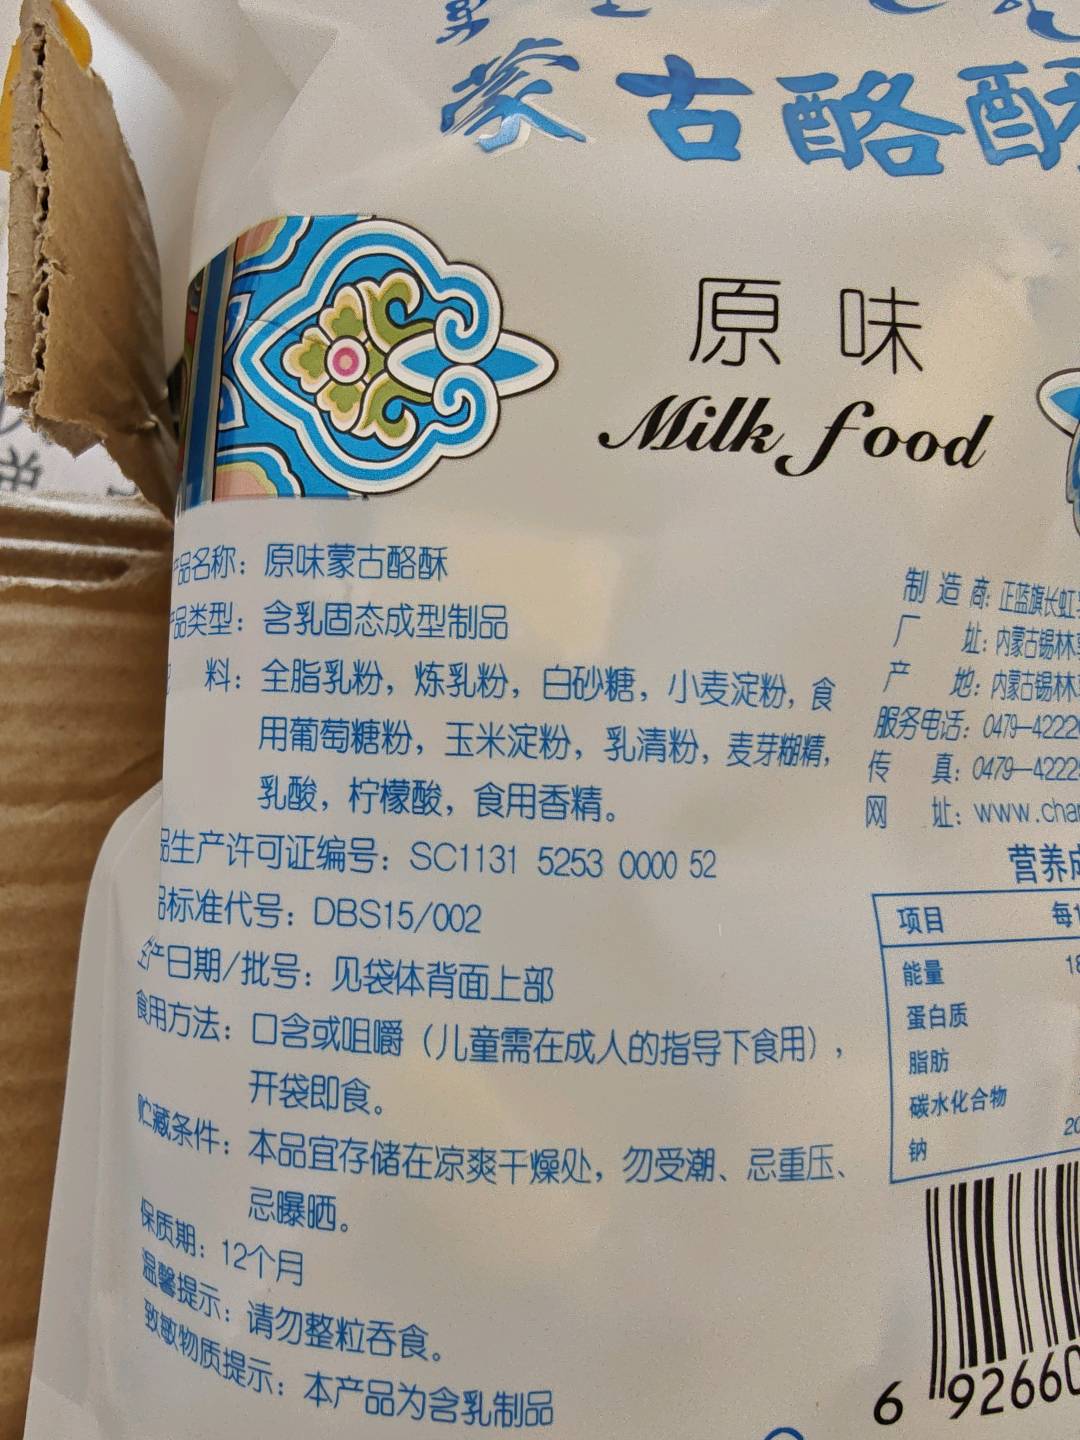 蒙古酪酥
原味
Milk food
产品名称：原味蒙古酪酥
产品类型：含乳固态成型制品
料：全脂乳粉，炼乳粉，白砂糖，小麦淀粉，食
用葡萄糖粉，玉米淀粉，乳清粉，麦芽糊精，
乳酸，柠檬酸，食用香精。
品生产许可证编号：SC1131 5253 0000 52
品标准代号：DBS15/002
生产日期/批号：见袋体背面上部
食用方法：口含或咀嚼（儿童需在成人的指导下食用），
开袋即食。
贮藏条件：本品宜存储在凉爽干燥处，勿受潮、忌重压、
忌曝晒。
保质期：12个月
温馨提示：请勿整粒吞食。
致敏物质提示：本产品为含乳制品
制造商：正蓝旗长虹
厂址：内蒙古锡林
产地：内蒙古锡林
服务电话：0479—4222
传真：0479—4222
网址：www.cha
营养成
项目 每1
能量 18
蛋白质
脂肪
碳水化合物
钠 20
6 92660